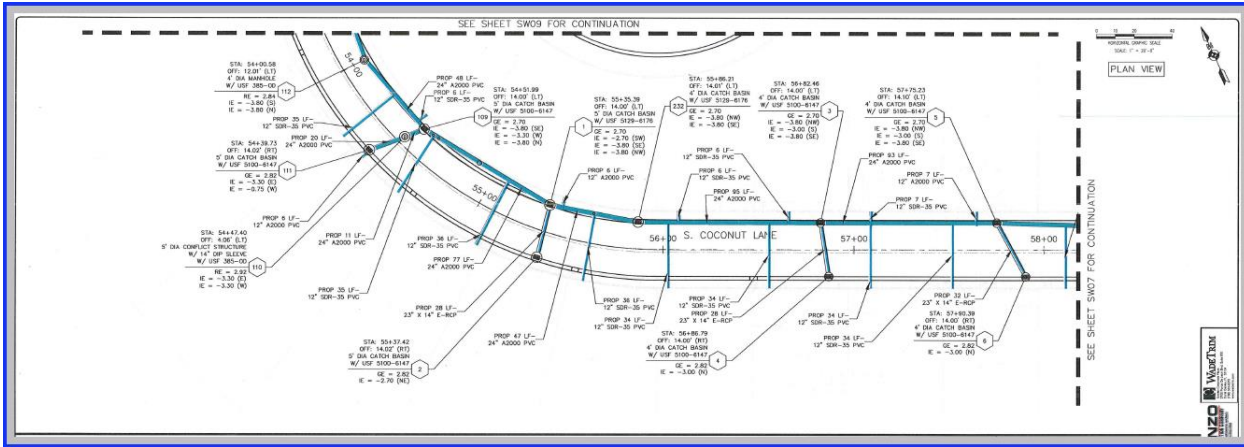 SEE SHEET SW09 FOR CONTINUATION
HORIZONTAL GRAPHIC SCALE
SCALE: 1" = 20'-0"
PLAN VIEW
STA: 54+00.58
OFF: 12.01' (LT)
4' DIA MANHOLE
W/ USF 385-OD
RE = 2.84
IE = -3.80 (S)
IE = -3.80 (N)
112
54+00
PROP 48 LF-
24" A2000 PVC
PROP 6 LF-
12" SDR-35 PVC
STA: 54+51.99
OFF: 14.00' (LT)
5' DIA CATCH BASIN
W/ USF 5100-6147
GE = 2.70
IE = -3.80 (SE)
IE = -3.30 (W)
IE = -3.80 (N)
109
STA: 55+35.39
OFF: 14.00' (LT)
5' DIA CATCH BASIN
W/ USF 5129-6176
GE = 2.70
IE = -2.70 (SW)
IE = -3.80 (SE)
IE = -3.80 (NW)
1
STA: 55+86.21
OFF: 14.01' (LT)
4' DIA CATCH BASIN
W/ USF 5129-6176
GE = 2.70
IE = -3.80 (NW)
IE = -3.80 (SE)
232
STA: 56+82.46
OFF: 14.00' (LT)
4' DIA CATCH BASIN
W/ USF 5100-6147
GE = 2.70
IE = -3.80 (NW)
IE = -3.00 (S)
IE = -3.80 (SE)
3
STA: 57+75.23
OFF: 14.10' (LT)
4' DIA CATCH BASIN
W/ USF 5100-6147
GE = 2.70
IE = -3.80 (NW)
IE = -3.00 (S)
IE = -3.80 (SE)
5
PROP 35 LF-
12" SDR-35 PVC
PROP 20 LF-
24" A2000 PVC
STA: 54+39.73
OFF: 14.02' (RT)
5' DIA CATCH BASIN
W/ USF 5100-6147
GE = 2.82
IE = -3.30 (E)
IE = -0.75 (W)
111
PROP 6 LF-
12" A2000 PVC
PROP 6 LF-
12" SDR-35 PVC
PROP 6 LF-
12" SDR-35 PVC
PROP 95 LF-
24" A2000 PVC
PROP 93 LF-
24" A2000 PVC
PROP 7 LF-
12" A2000 PVC
PROP 7 LF-
12" SDR-35 PVC
55+00
S. COCONUT LANE
56+00
57+00
58+00
PROP 6 LF-
12" A2000 PVC
STA: 54+47.40
OFF: 4.06' (LT)
5' DIA CONFLICT STRUCTURE
W/ 14" DIP SLEEVE
W/ USF 385-OD
RE = 2.92
IE = -3.30 (E)
IE = -3.30 (W)
110
PROP 11 LF-
24" A2000 PVC
PROP 36 LF-
12" SDR-35 PVC
PROP 77 LF-
24" A2000 PVC
PROP 35 LF-
12" SDR-35 PVC
PROP 28 LF-
23" X 14" E-RCP
PROP 47 LF-
24" A2000 PVC
PROP 36 LF-
12" SDR-35 PVC
PROP 34 LF-
12" SDR-35 PVC
PROP 34 LF-
12" SDR-35 PVC
PROP 28 LF-
23" X 14" E-RCP
PROP 34 LF-
12" SDR-35 PVC
PROP 34 LF-
12" SDR-35 PVC
PROP 32 LF-
23" X 14" E-RCP
STA: 55+37.42
OFF: 14.02' (RT)
5' DIA CATCH BASIN
W/ USF 5100-6147
GE = 2.82
IE = -2.70 (NE)
2
STA: 56+86.79
OFF: 14.00' (RT)
4' DIA CATCH BASIN
W/ USF 5100-6147
GE = 2.82
IE = -3.00 (N)
4
STA: 57+90.39
OFF: 14.00' (RT)
4' DIA CATCH BASIN
W/ USF 5100-6147
GE = 2.82
IE = -3.00 (N)
6
SEE SHEET SW07 FOR CONTINUATION
WADETRIM
NZO